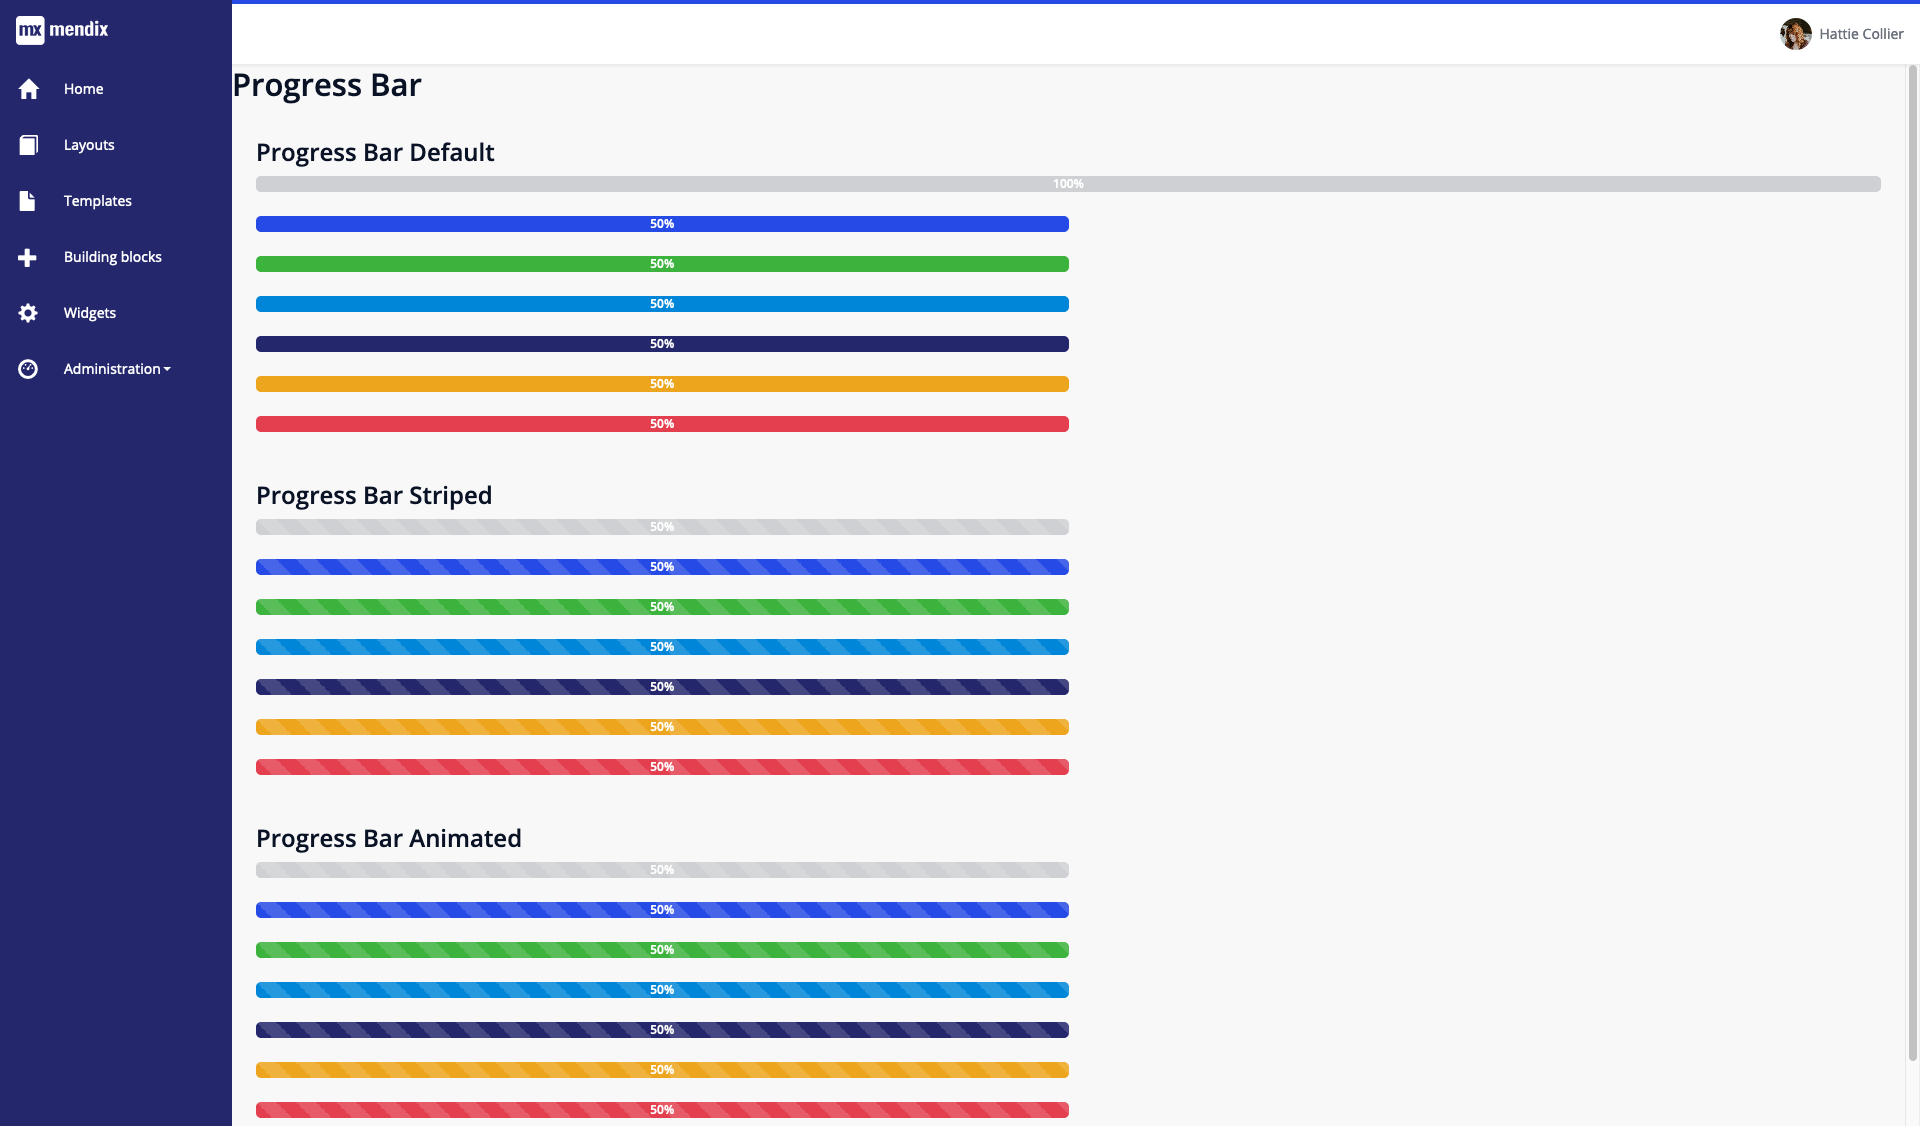 mx mendix
Hattie Collier
Home
Layouts
Templates
Building blocks
Widgets
Administration
Progress Bar
Progress Bar Default
100%
50%
50%
50%
50%
50%
50%
Progress Bar Striped
50%
50%
50%
50%
50%
50%
50%
Progress Bar Animated
50%
50%
50%
50%
50%
50%
50%